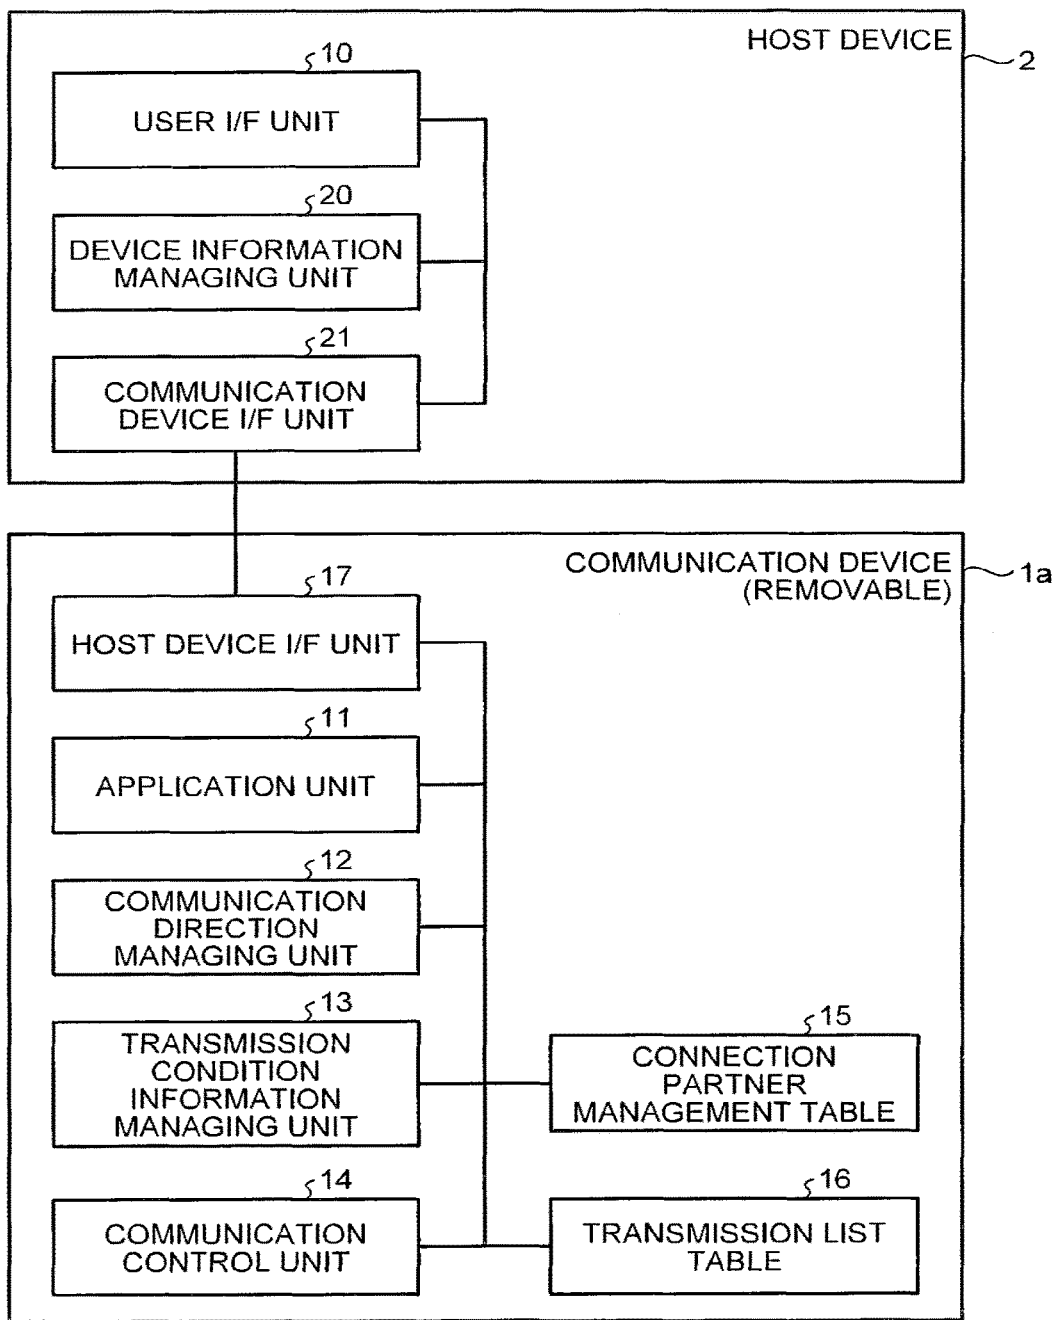 HOST DEVICE
2
10
USER I/F UNIT
20
DEVICE INFORMATION
MANAGING UNIT
21
COMMUNICATION
DEVICE I/F UNIT
COMMUNICATION DEVICE
(REMOVABLE)
1a
17
HOST DEVICE I/F UNIT
11
APPLICATION UNIT
12
COMMUNICATION
DIRECTION
MANAGING UNIT
13
TRANSMISSION
CONDITION
INFORMATION
MANAGING UNIT
15
CONNECTION
PARTNER
MANAGEMENT TABLE
14
COMMUNICATION
CONTROL UNIT
16
TRANSMISSION LIST
TABLE